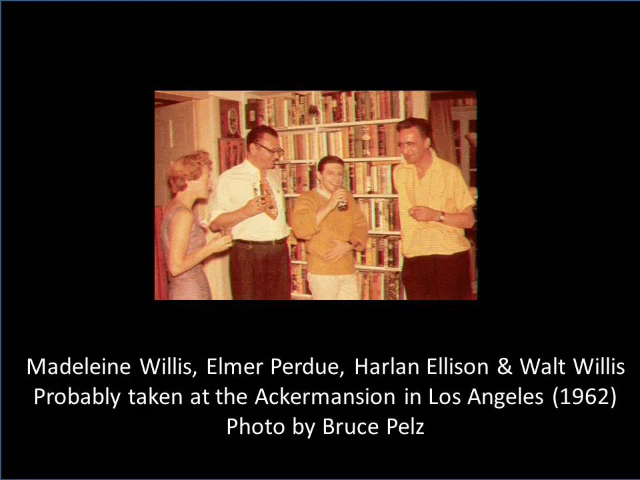 Madeleine Willis, Elmer Perdue, Harlan Ellison & Walt Willis
Probably taken at the Ackermansion in Los Angeles (1962)
Photo by Bruce Pelz